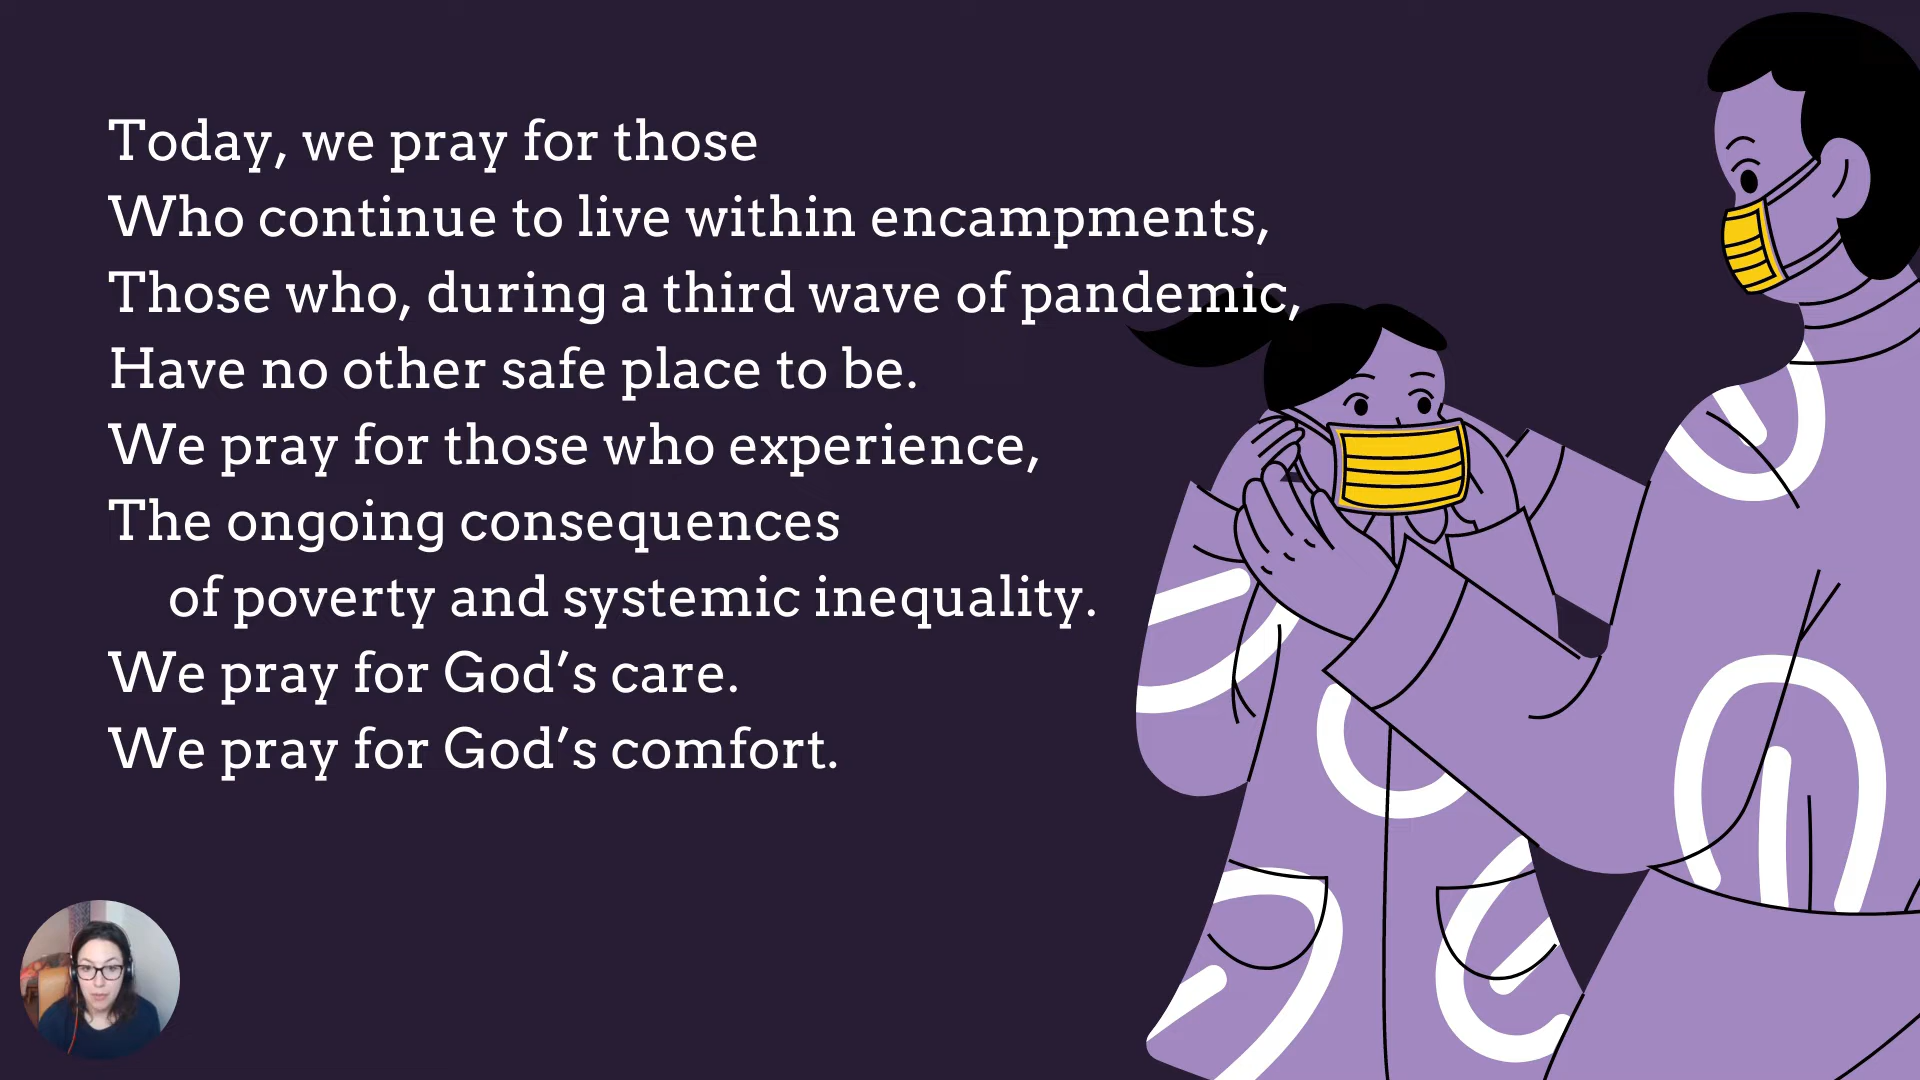 Today, we pray for those
Who continue to live within encampments,
Those who, during a third wave of pandemic,
Have no other safe place to be.
We pray for those who experience,
The ongoing consequences
of poverty and systemic inequality.
We pray for God’s care.
We pray for God’s comfort.